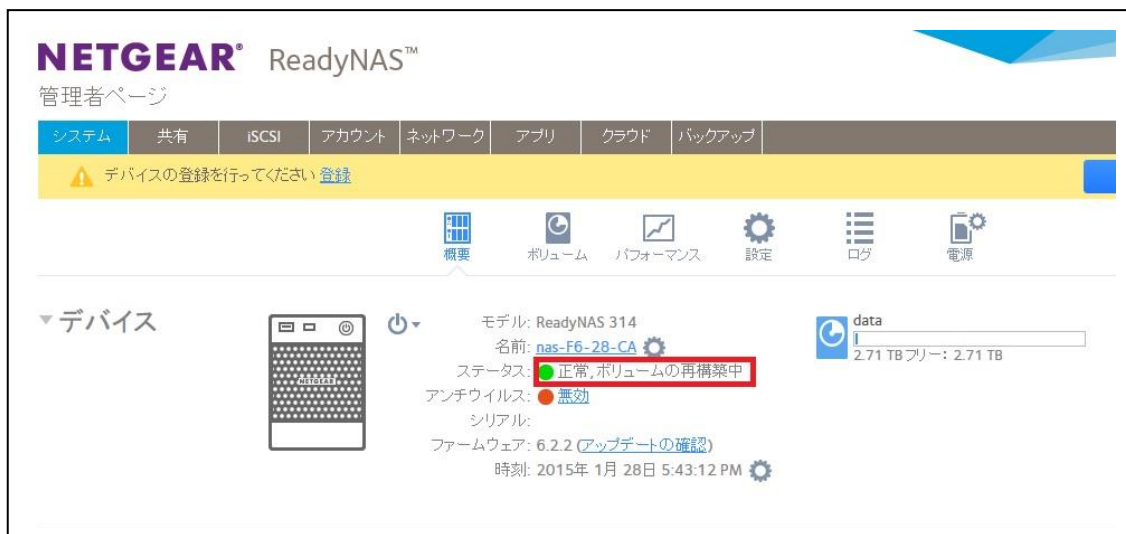 NETGEAR® ReadyNAS™
管理者ページ
システム 共有 iSCSI アカウント ネットワーク アプリ クラウド バックアップ
デバイスの登録を行ってください 登録
概要 ボリューム パフォーマンス 設定 ログ 電源
デバイス
NETGEAR
モデル: ReadyNAS 314
名前: nas-F6-28-CA
ステータス: 正常,ボリュームの再構築中
アンチウイルス: 無効
シリアル:
ファームウェア: 6.2.2 (アップデートの確認)
時刻: 2015年 1月 28日 5:43:12 PM
data
2.71 TB フリー: 2.71 TB